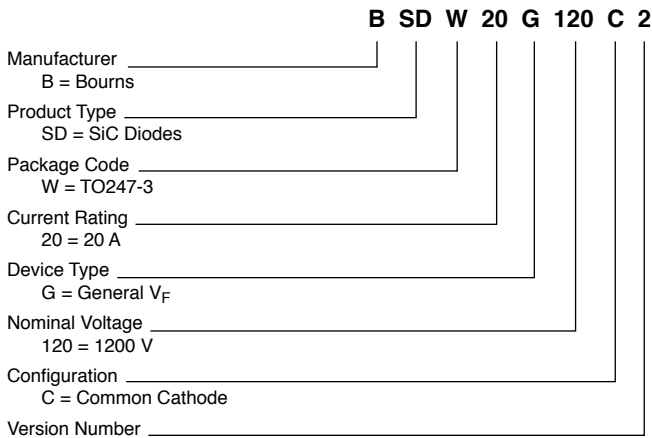 B SD W 20 G 120 C 2
Manufacturer
B = Bourns
Product Type
SD = SiC Diodes
Package Code
W = TO247-3
Current Rating
20 = 20 A
Device Type
G = General VF
Nominal Voltage
120 = 1200 V
Configuration
C = Common Cathode
Version Number